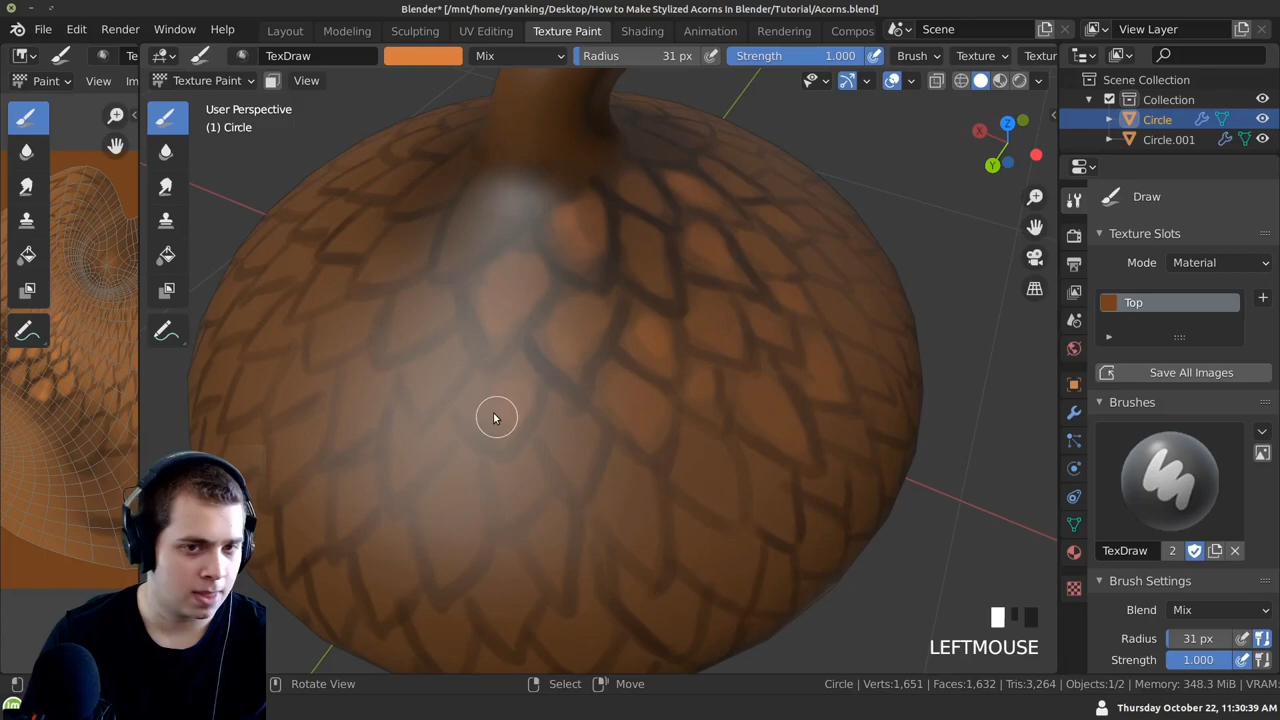 Blender* [/mnt/home/ryanking/Desktop/How to Make Stylized Acorns In Blender/Tutorial/Acorns.blend]
File Edit Render Window Help Layout Modeling Sculpting UV Editing Texture Paint Shading Animation Rendering Compos Scene View Layer
Te TexDraw Mix Radius 31 px Strength 1.000 Brush Texture Textur
Paint View Im Texture Paint View
Scene Collection
Collection
Circle
Circle.001
User Perspective
(1) Circle
X
Z
Y
Draw
Texture Slots
Mode Material
Top
Save All Images
Brushes
TexDraw 2
Brush Settings
Blend Mix
Radius 31 px
Strength 1.000
LEFTMOUSE
Rotate View Select Move Circle | Verts:1,651 | Faces:1,632 | Tris:3,264 | Objects:1/2 | Memory: 348.3 MiB | VRAM:
Thursday October 22, 11:30:39 AM